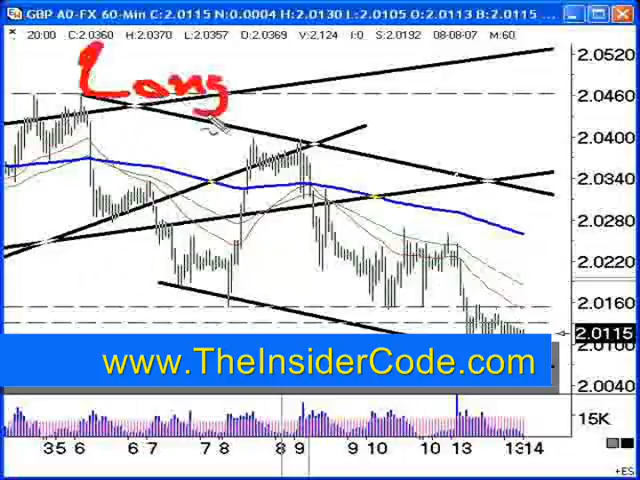 GBP A0-FX 60-Min C:2.0115 N:0.0004 H:2.0130 L:2.0105 O:2.0113 B:2.0115 ...
20:00 C:2.0360 H:2.0370 L:2.0357 O:2.0369 V:2,124 I:0 S:2.0192 08-08-07 M:60
Long
2.0520
2.0460
2.0400
2.0340
2.0280
2.0220
2.0160
2.0115
2.0100
2.0040
www.TheInsiderCode.com
15K
3 5 6 6 7 7 8 8 9 9 10 10 13 13 14
+ES